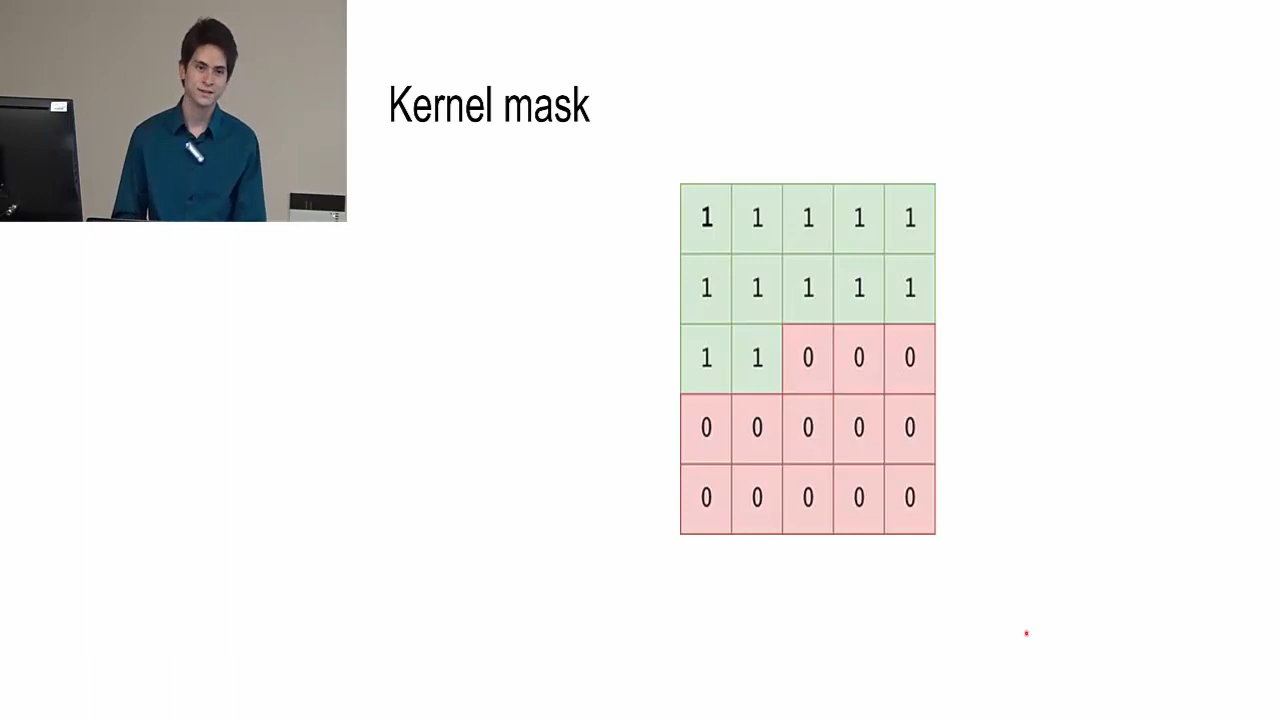 Kernel mask
1 1 1 1 1
1 1 1 1 1
1 1 0 0 0
0 0 0 0 0
0 0 0 0 0